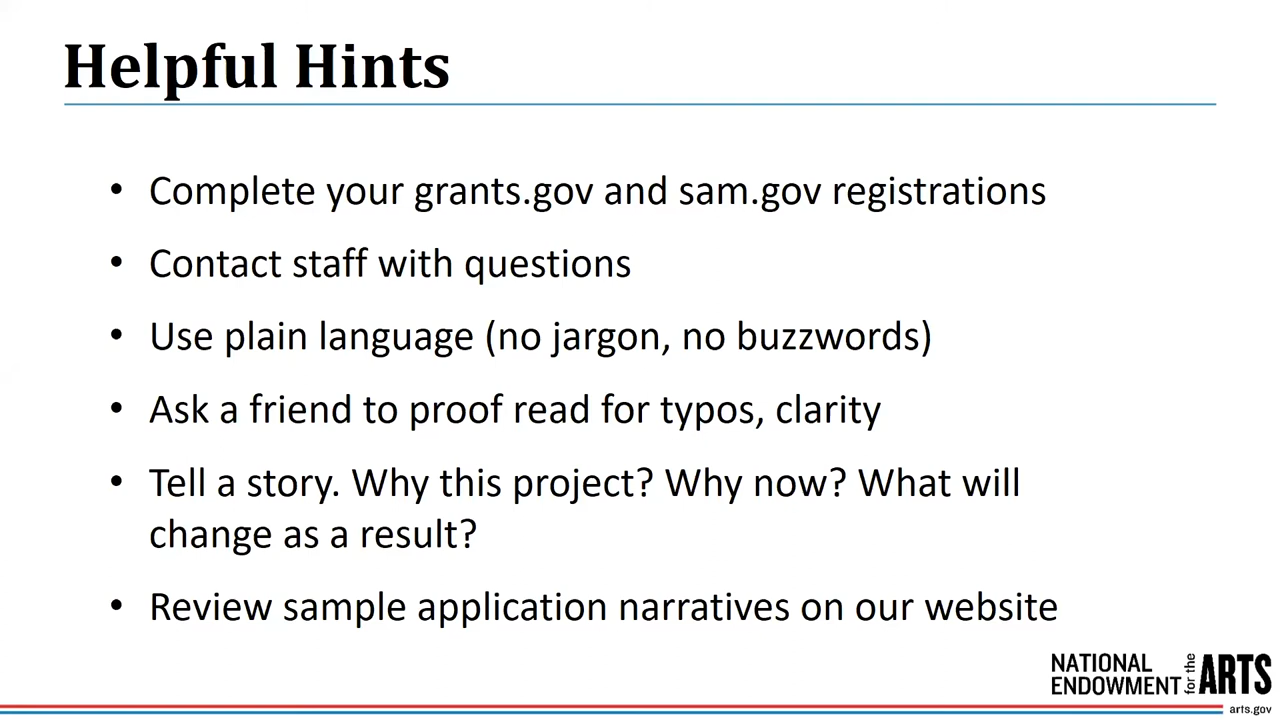 Helpful Hints
• Complete your grants.gov and sam.gov registrations
• Contact staff with questions
• Use plain language (no jargon, no buzzwords)
• Ask a friend to proof read for typos, clarity
• Tell a story. Why this project? Why now? What will
change as a result?
• Review sample application narratives on our website
NATIONAL
ENDOWMENT for the ARTS
arts.gov